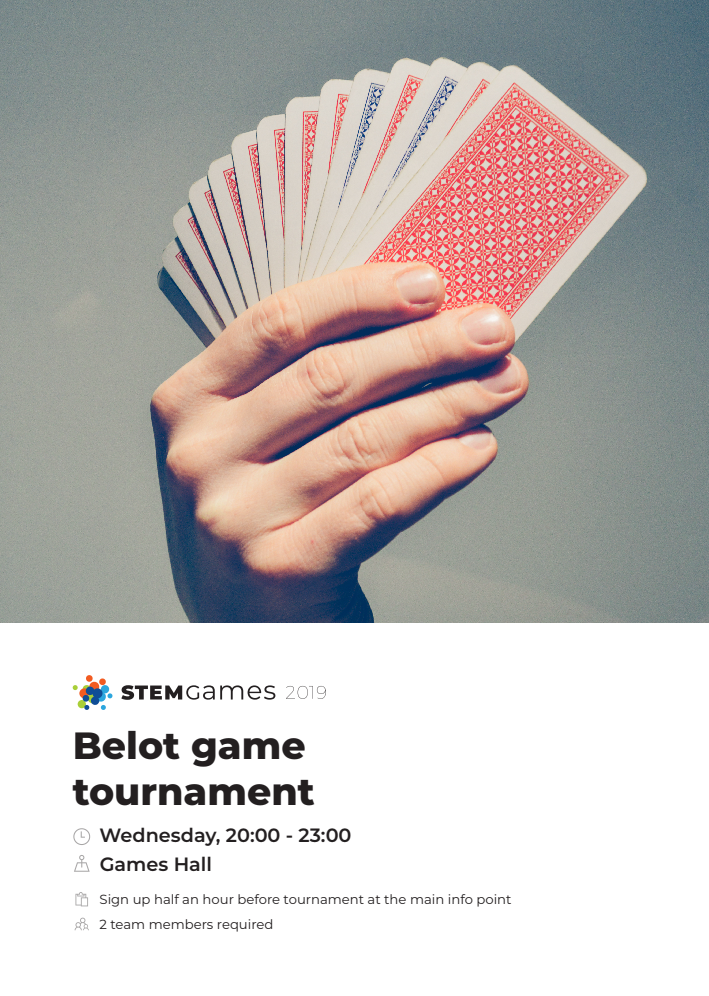 STEMGames 2019
Belot game
tournament
Wednesday, 20:00 - 23:00
Games Hall
Sign up half an hour before tournament at the main info point
2 team members required